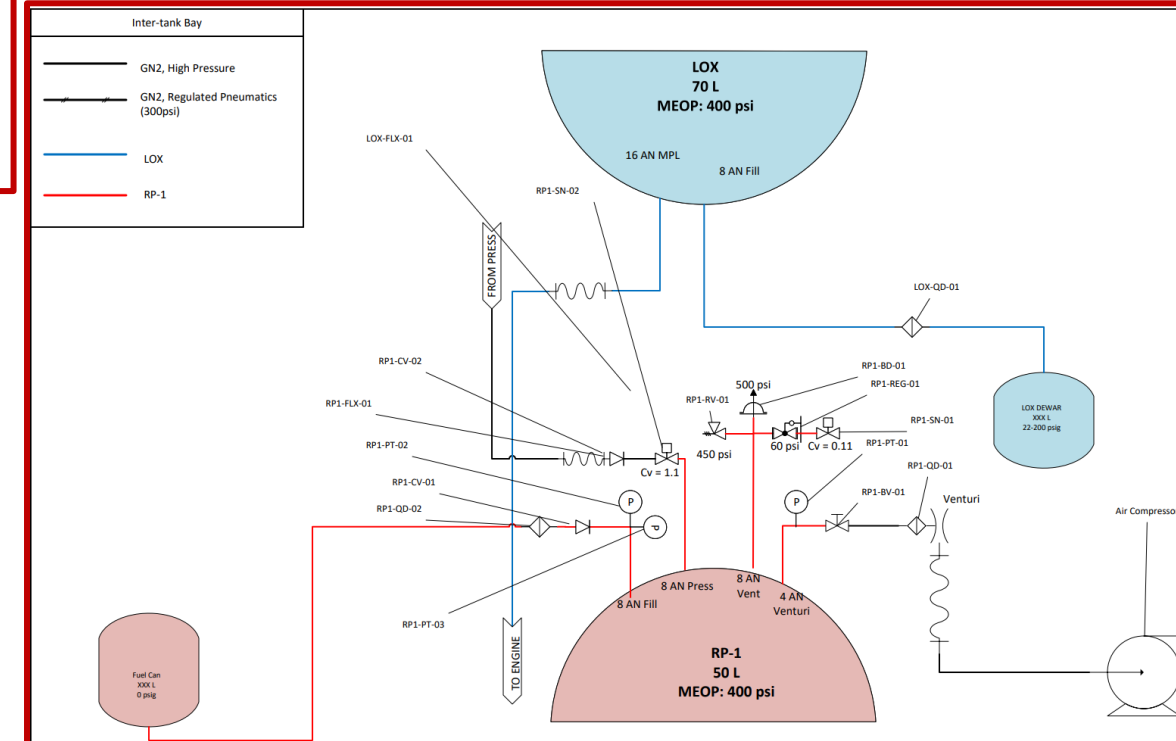 Inter-tank Bay
GN2, High Pressure
GN2, Regulated Pneumatics
(300psi)
LOX
RP-1
LOX
70 L
MEOP: 400 psi
16 AN MPL
8 AN Fill
LOX-FLX-01
RP1-SN-02
FROM PRESS
LOX-QD-01
RP1-CV-02
RP1-FLX-01
RP1-PT-02
RP1-CV-01
RP1-QD-02
RP1-PT-03
500 psi
RP1-BD-01
RP1-REG-01
RP1-RV-01
RP1-SN-01
RP1-PT-01
450 psi
60 psi
Cv = 0.11
Cv = 1.1
LOX DEWAR
XXX L
22-200 psig
RP1-QD-01
RP1-BV-01
Venturi
Air Compresso
P
P
P
8 AN Fill
8 AN Press
8 AN
Vent
4 AN
Venturi
TO ENGINE
RP-1
50 L
MEOP: 400 psi
Fuel Can
XXX L
0 psig